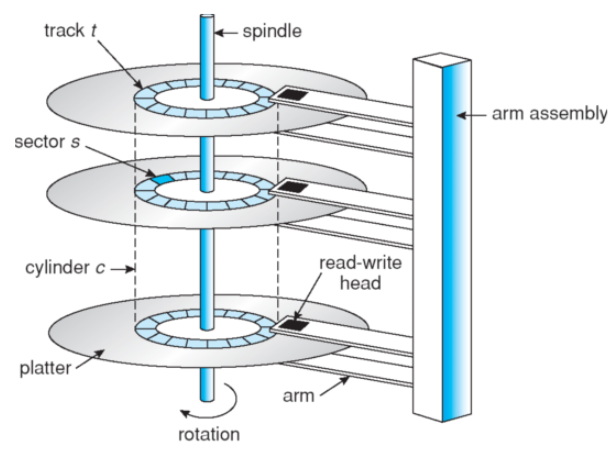 track t
spindle
arm assembly
sector s
cylinder c
read-write
head
platter
arm
rotation